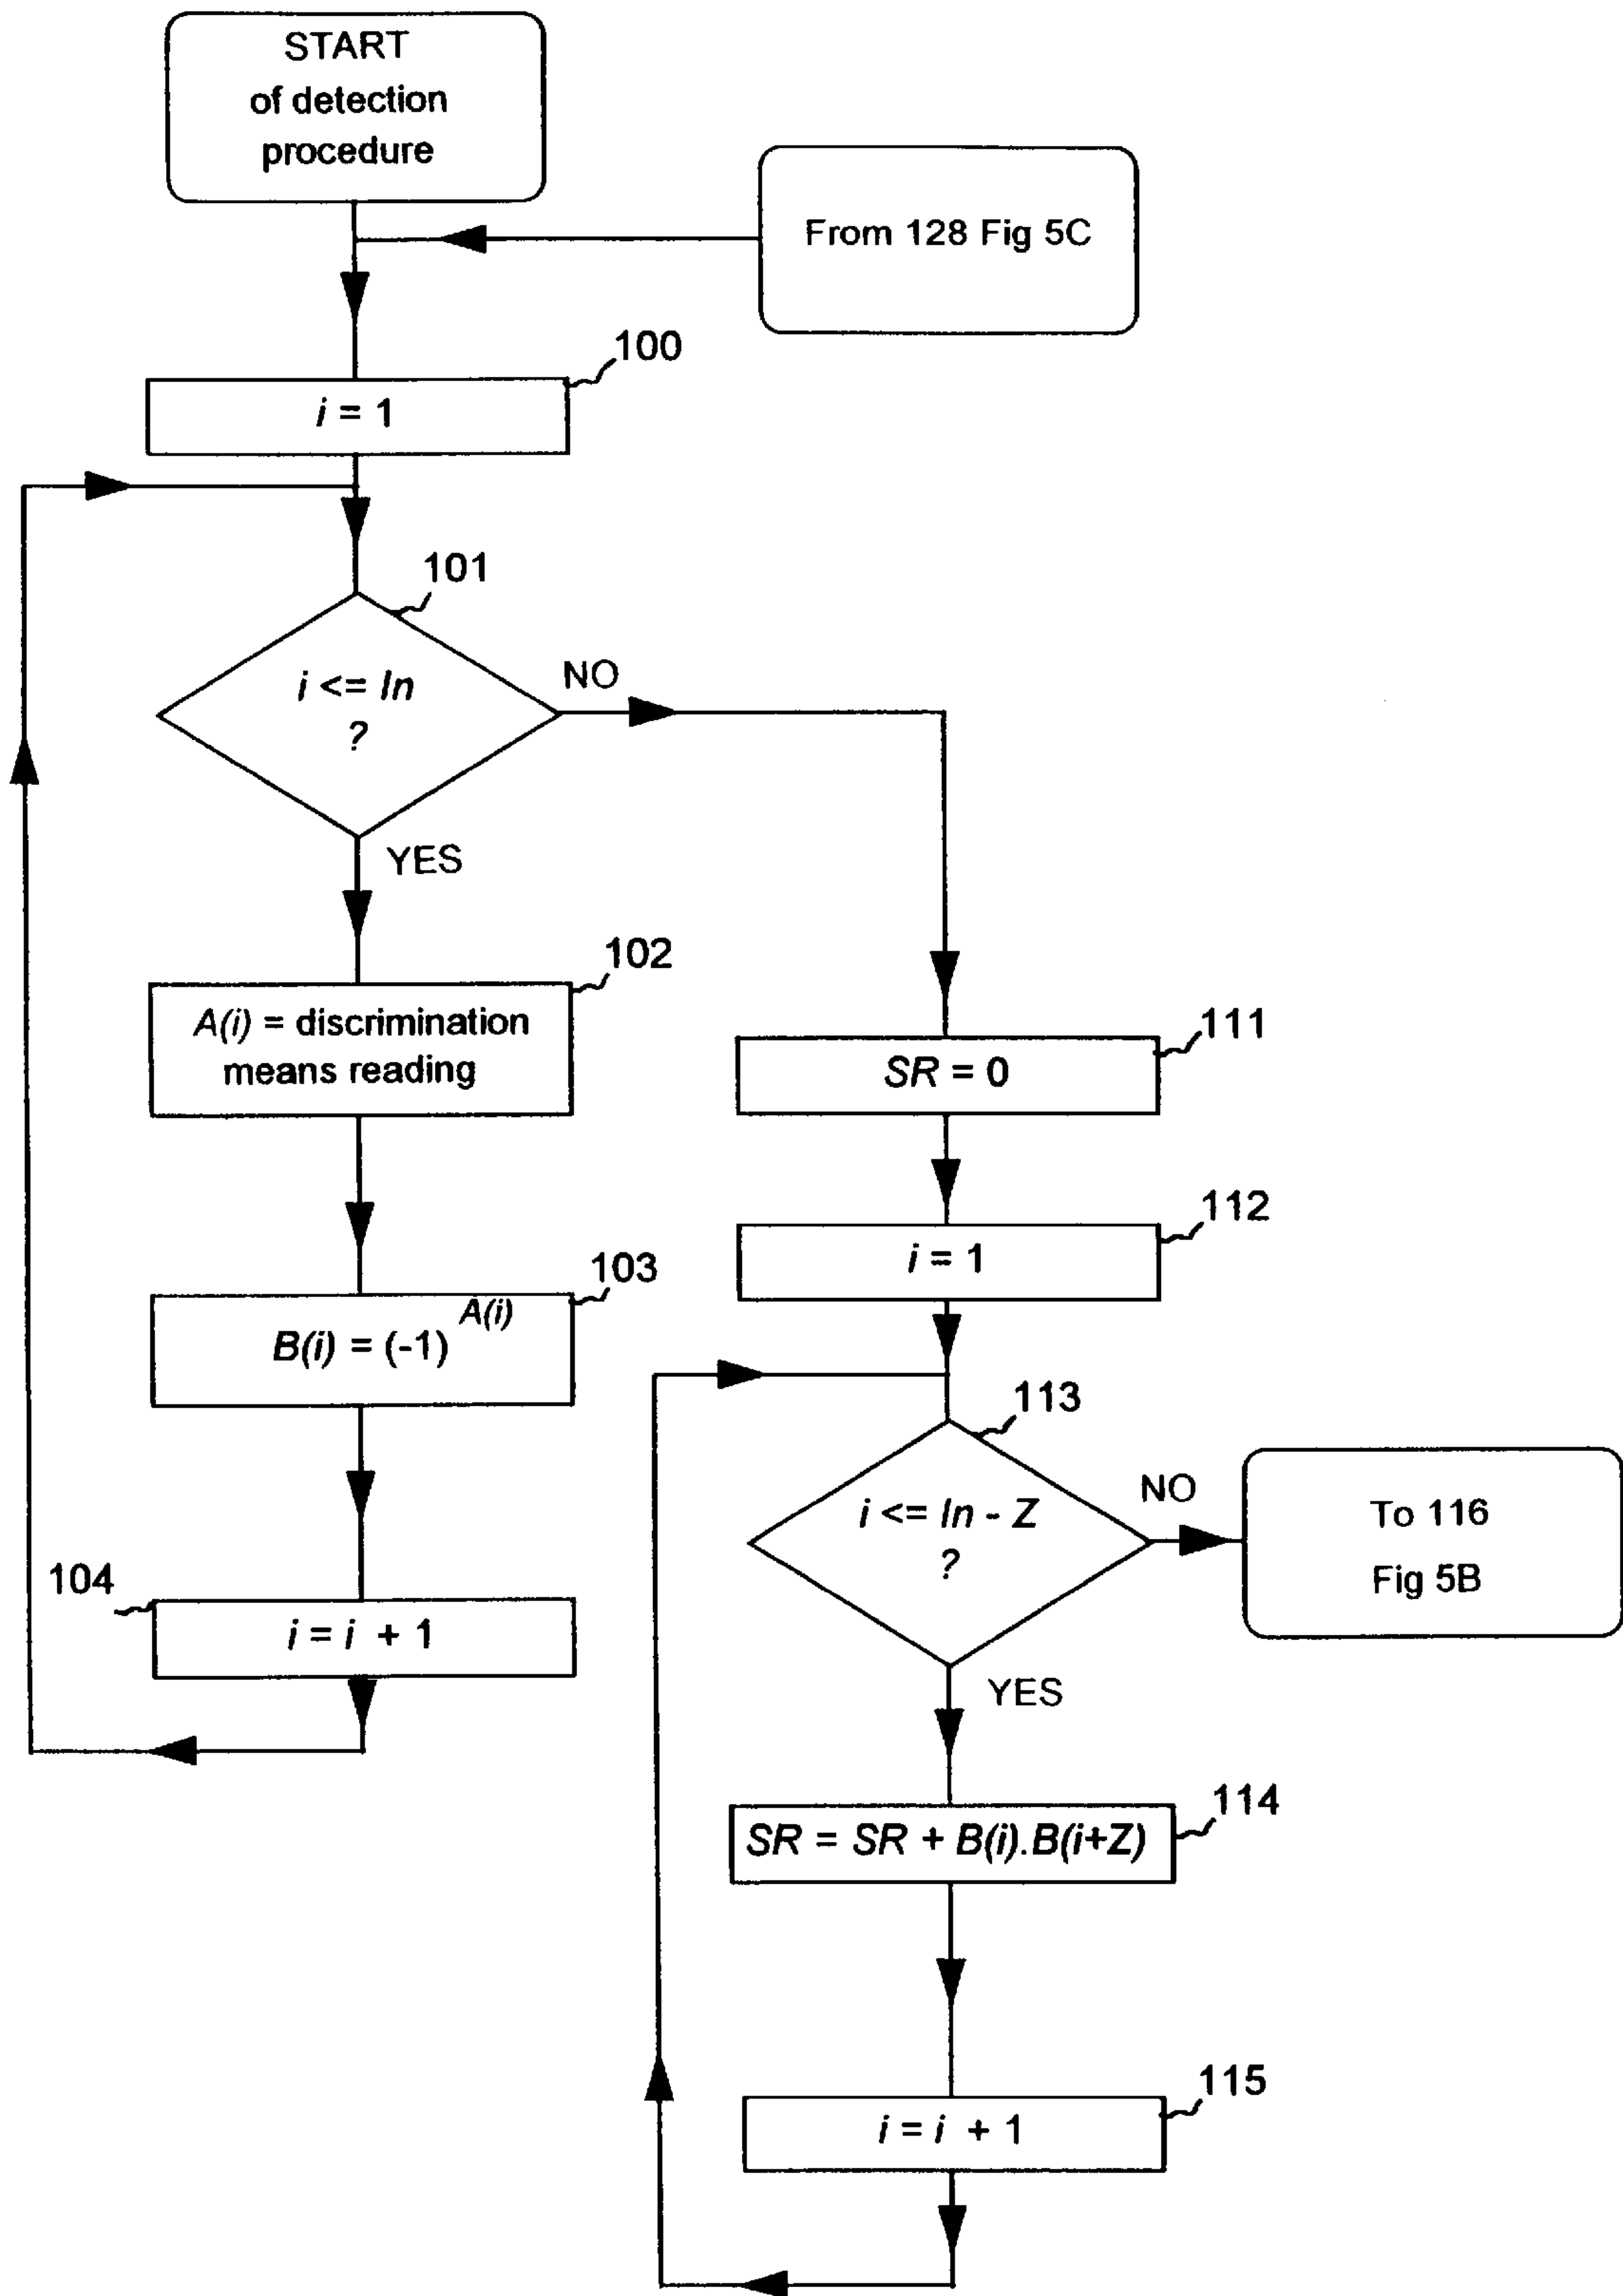 START
of detection
procedure
From 128 Fig 5C
100
i = 1
101
i <= In
?
NO
YES
102
A(i) = discrimination
means reading
103
B(i) = (-1)^A(i)
104
i = i + 1
111
SR = 0
112
i = 1
113
i <= In - Z
?
NO
To 116
Fig 5B
YES
114
SR = SR + B(i).B(i+Z)
115
i = i + 1